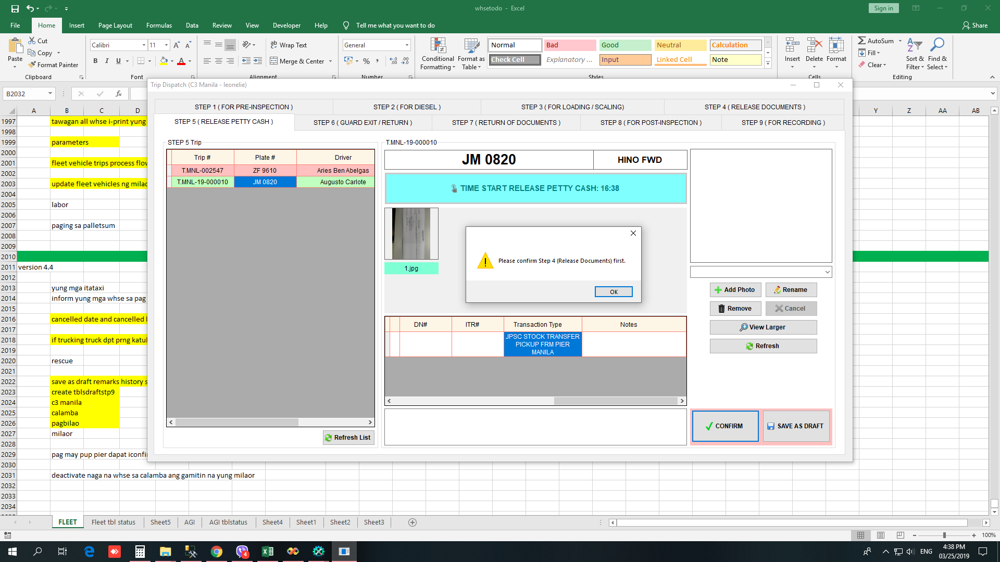 whsetodo - Excel
Sign in
File
Home
Insert
Page Layout
Formulas
Data
Review
View
Developer
Help
Tell me what you want to do
Share
Paste
Cut
Copy
Format Painter
Clipboard
Calibri
11
B I U
Font
Wrap Text
Merge & Center
Alignment
General
Number
Conditional Formatting
Format as Table
Normal
Bad
Good
Neutral
Calculation
Check Cell
Explanatory ...
Input
Linked Cell
Note
Styles
Insert
Delete
Format
Cells
AutoSum
Fill
Clear
Sort & Filter
Find & Select
Editing
B2032
fx
A B C D
Y Z AA AB
1997 tawagan all whse i-print yung
1998
1999 parameters
2000
2001 fleet vehicle trips process flow
2002
2003 update fleet vehicles ng milao
2004
2005 labor
2006
2007 paging sa palletsum
2008
2009
2010
2011 version 4.4
2012
2013 yung mga itataxi
2014 inform yung mga whse sa pag
2015
2016 cancelled date and cancelled b
2017
2018 if trucking truck dpt prng katul
2019
2020 rescue
2021
2022 save as draft remarks history s
2023 create tblsdraftstp9
2024 c3 manila
2025 calamba
2026 pagbilao
2027 milaor
2028
2029 pag may pup pier dapat iconfi
2030
2031 deactivate naga na whse sa calamba ang gamitin na yung milaor
2032
2033
2034
Trip Dispatch (C3 Manila - leonelie)
STEP 1 ( FOR PRE-INSPECTION )
STEP 2 ( FOR DIESEL )
STEP 3 ( FOR LOADING / SCALING)
STEP 4 ( RELEASE DOCUMENTS )
STEP 5 ( RELEASE PETTY CASH )
STEP 6 ( GUARD EXIT / RETURN )
STEP 7 ( RETURN OF DOCUMENTS )
STEP 8 ( FOR POST-INSPECTION )
STEP 9 ( FOR RECORDING )
STEP 5 Trip
Trip # Plate # Driver
T.MNL-002547 ZF 9610 Aries Ben Abelgas
T.MNL-19-000010 JM 0820 Augusto Carlote
Refresh List
T.MNL-19-000010
JM 0820
HINO FWD
TIME START RELEASE PETTY CASH: 16:38
1.jpg
Please confirm Step 4 (Release Documents) first.
OK
DN# ITR# Transaction Type Notes
JPSC STOCK TRANSFER
PICKUP FRM PIER
MANILA
Add Photo
Rename
Remove
Cancel
View Larger
Refresh
CONFIRM
SAVE AS DRAFT
FLEET
Fleet tbl status
Sheet5
AGI
AGI tblstatus
Sheet4
Sheet1
Sheet2
Sheet3
100%
4
ENG
4:38 PM
03/25/2019